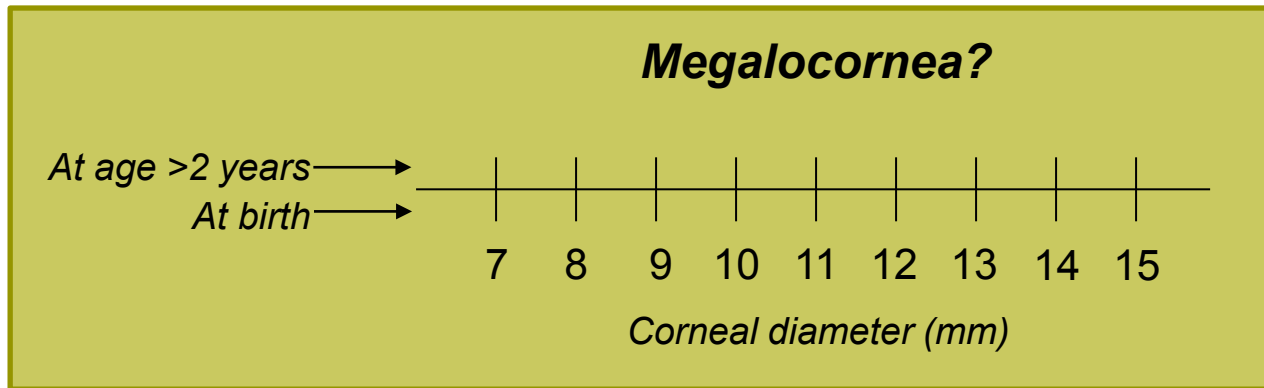 Megalocornea?
At age >2 years
At birth
7 8 9 10 11 12 13 14 15
Corneal diameter (mm)